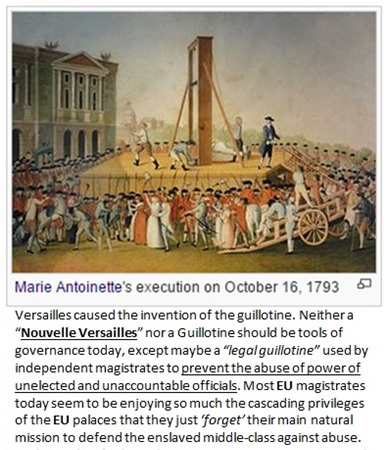 Marie Antoinette's execution on October 16, 1793
Versailles caused the invention of the guillotine. Neither a
“Nouvelle Versailles” nor a Guillotine should be tools of
governance today, except maybe a “legal guillotine” used by
independent magistrates to prevent the abuse of power of
unelected and unaccountable officials. Most EU magistrates
today seem to be enjoying so much the cascading privileges
of the EU palaces that they just ‘forget’ their main natural
mission to defend the enslaved middle-class against abuse.